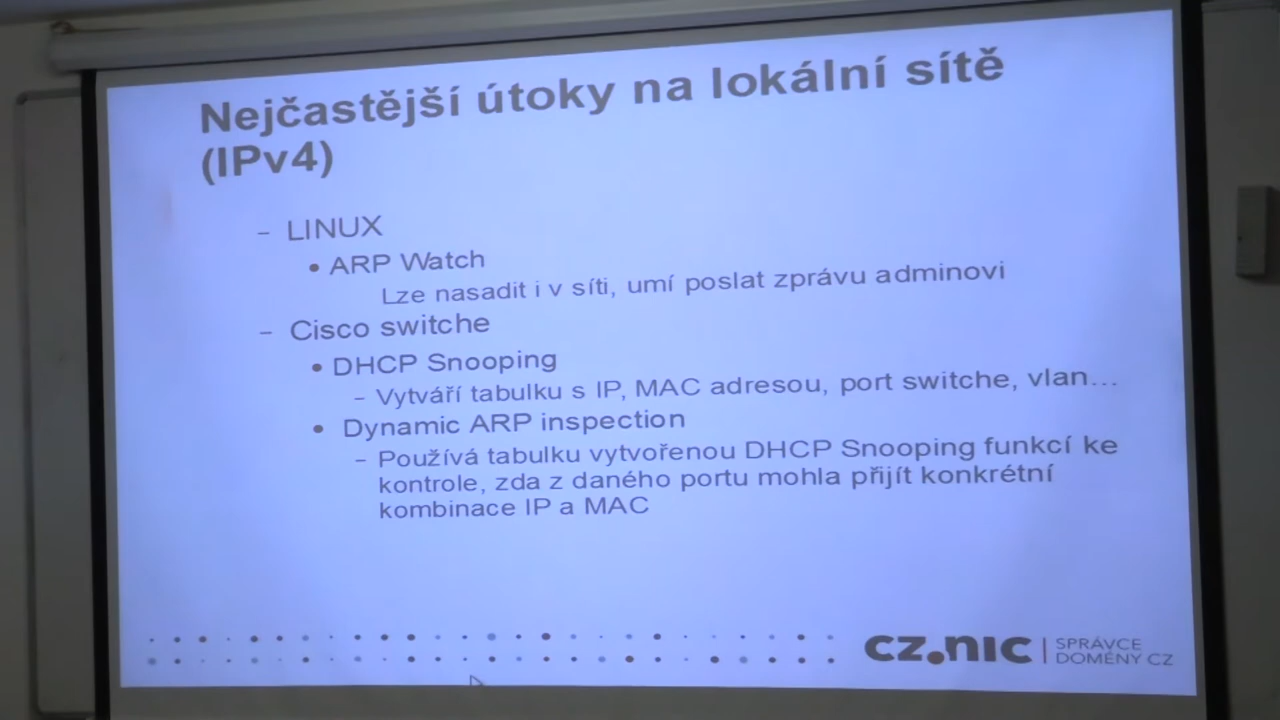 Nejčastější útoky na lokální sítě
(IPv4)
– LINUX
• ARP Watch
Lze nasadit i v síti, umí poslat zprávu adminovi
– Cisco switche
• DHCP Snooping
– Vytváří tabulku s IP, MAC adresou, port switche, vlan...
• Dynamic ARP inspection
– Používá tabulku vytvořenou DHCP Snooping funkcí ke
kontrole, zda z daného portu mohla přijít konkrétní
kombinace IP a MAC
cz.nic | SPRÁVCE
DOMÉNY CZ